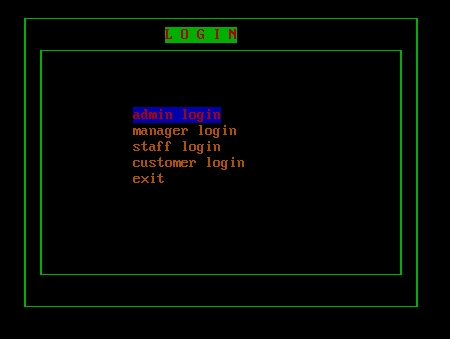 L O G I N
admin login
manager login
staff login
customer login
exit